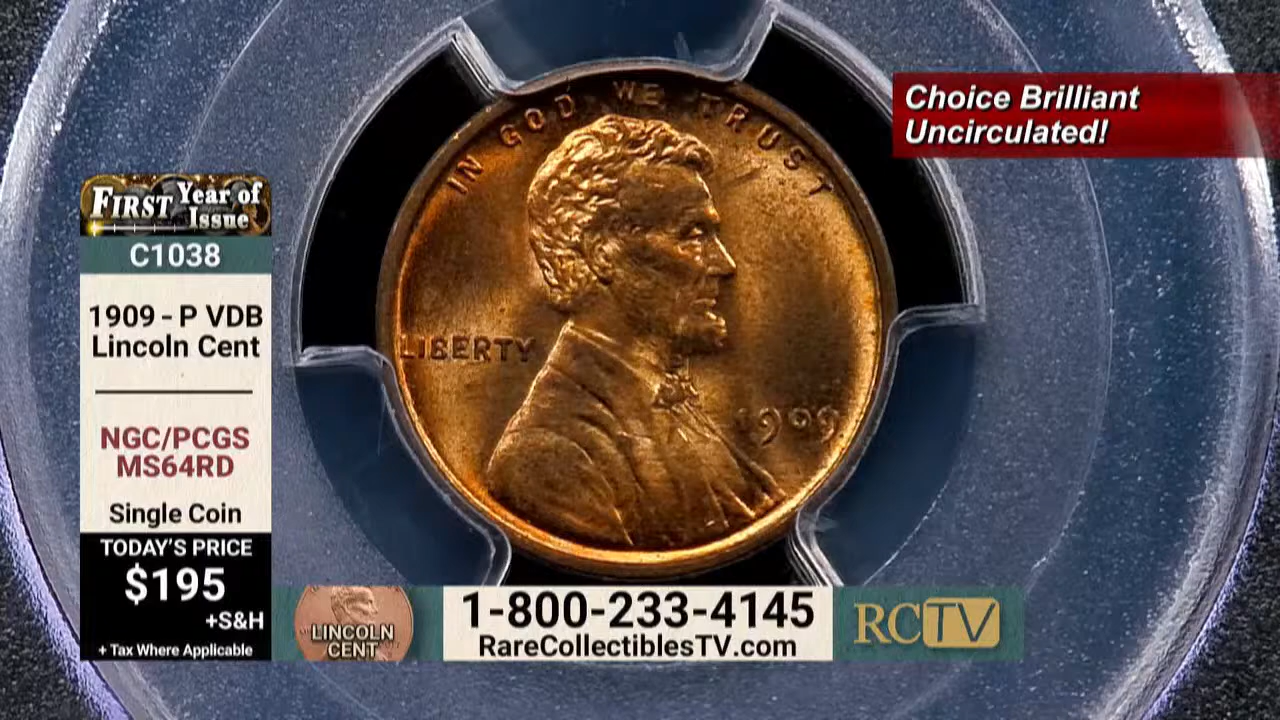 Choice Brilliant
Uncirculated!
IN GOD WE TRUST
LIBERTY
1909
FIRST Year of
Issue
C1038
1909 - P VDB
Lincoln Cent
NGC/PCGS
MS64RD
Single Coin
TODAY'S PRICE
$195
+S&H
+ Tax Where Applicable
LINCOLN
CENT
1-800-233-4145
RareCollectiblesTV.com
RCTV